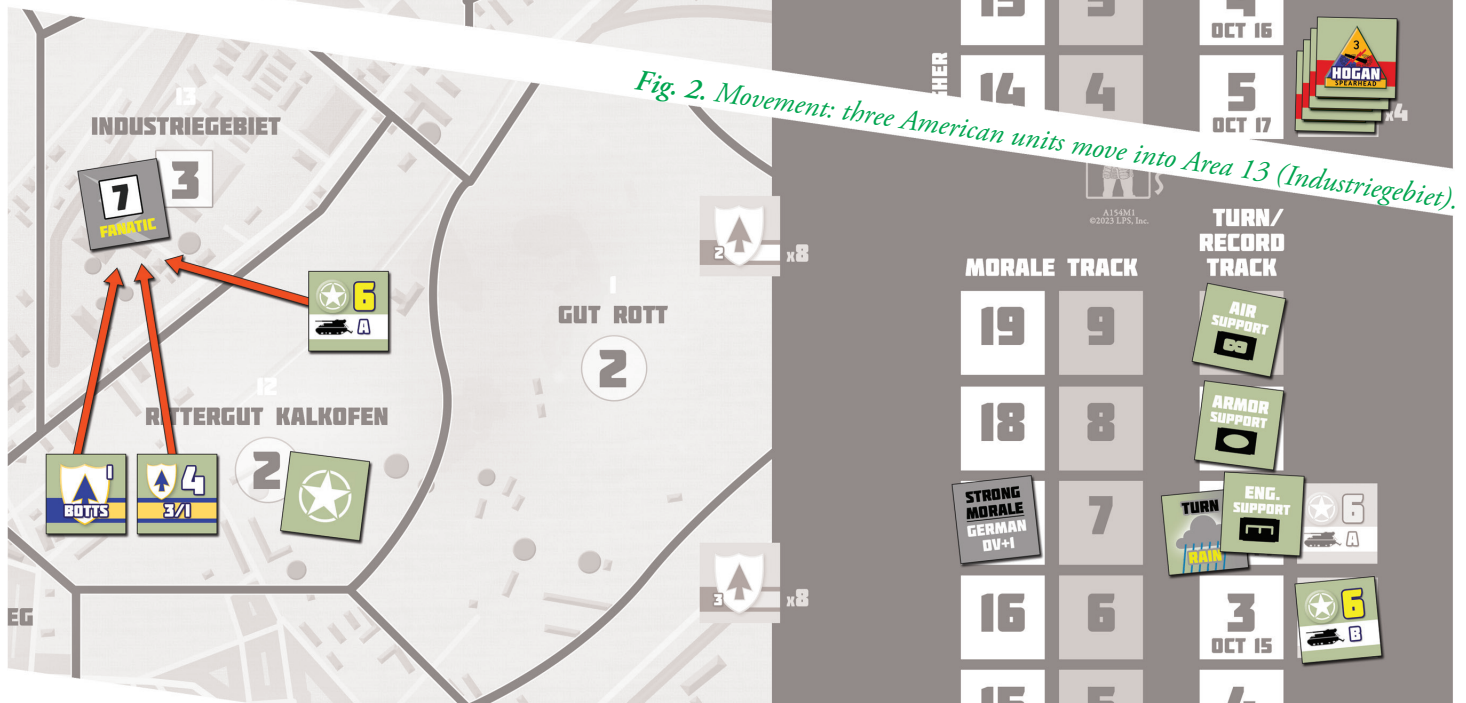 13
INDUSTRIEGEBIET
3
7
FANATIC
6
A
1
GUT ROTT
2
12
RITTERGUT KALKOFEN
2
BOTTS
1
4
3/1
EG
2
x8
3
x8
Fig. 2. Movement: three American units move into Area 13 (Industriegebiet).
14
4
OCT 16
5
OCT 17
3
HOGAN
SPEARHEAD
x4
S
A154M1
©2023 LPS, Inc.
MORALE TRACK
TURN/
RECORD
TRACK
19
9
AIR
SUPPORT
B
18
8
ARMOR
SUPPORT
STRONG
MORALE
GERMAN
DV+1
7
TURN
RAIN
ENG.
SUPPORT
6
A
16
6
3
OCT 15
6
B
15
5
4